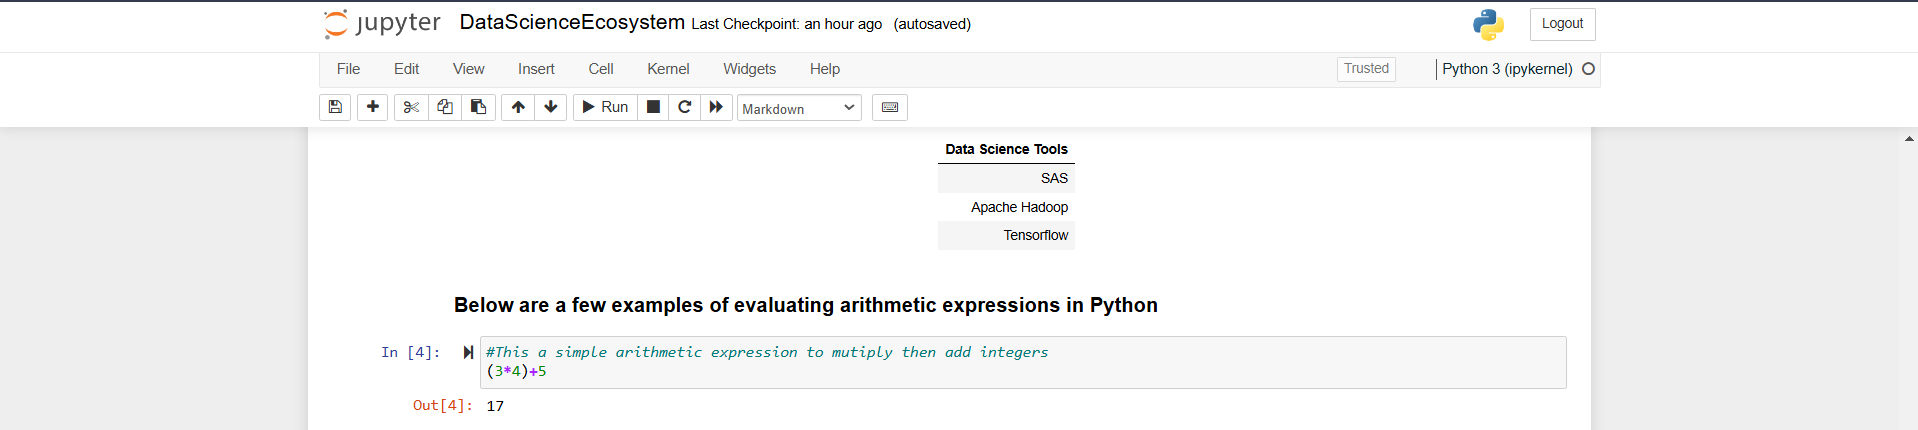 jupyter DataScienceEcosystem Last Checkpoint: an hour ago (autosaved) Logout
File Edit View Insert Cell Kernel Widgets Help Trusted Python 3 (ipykernel)
Run Markdown
Data Science Tools
SAS
Apache Hadoop
Tensorflow
Below are a few examples of evaluating arithmetic expressions in Python
In [4]: #This a simple arithmetic expression to mutiply then add integers
(3*4)+5
Out[4]: 17